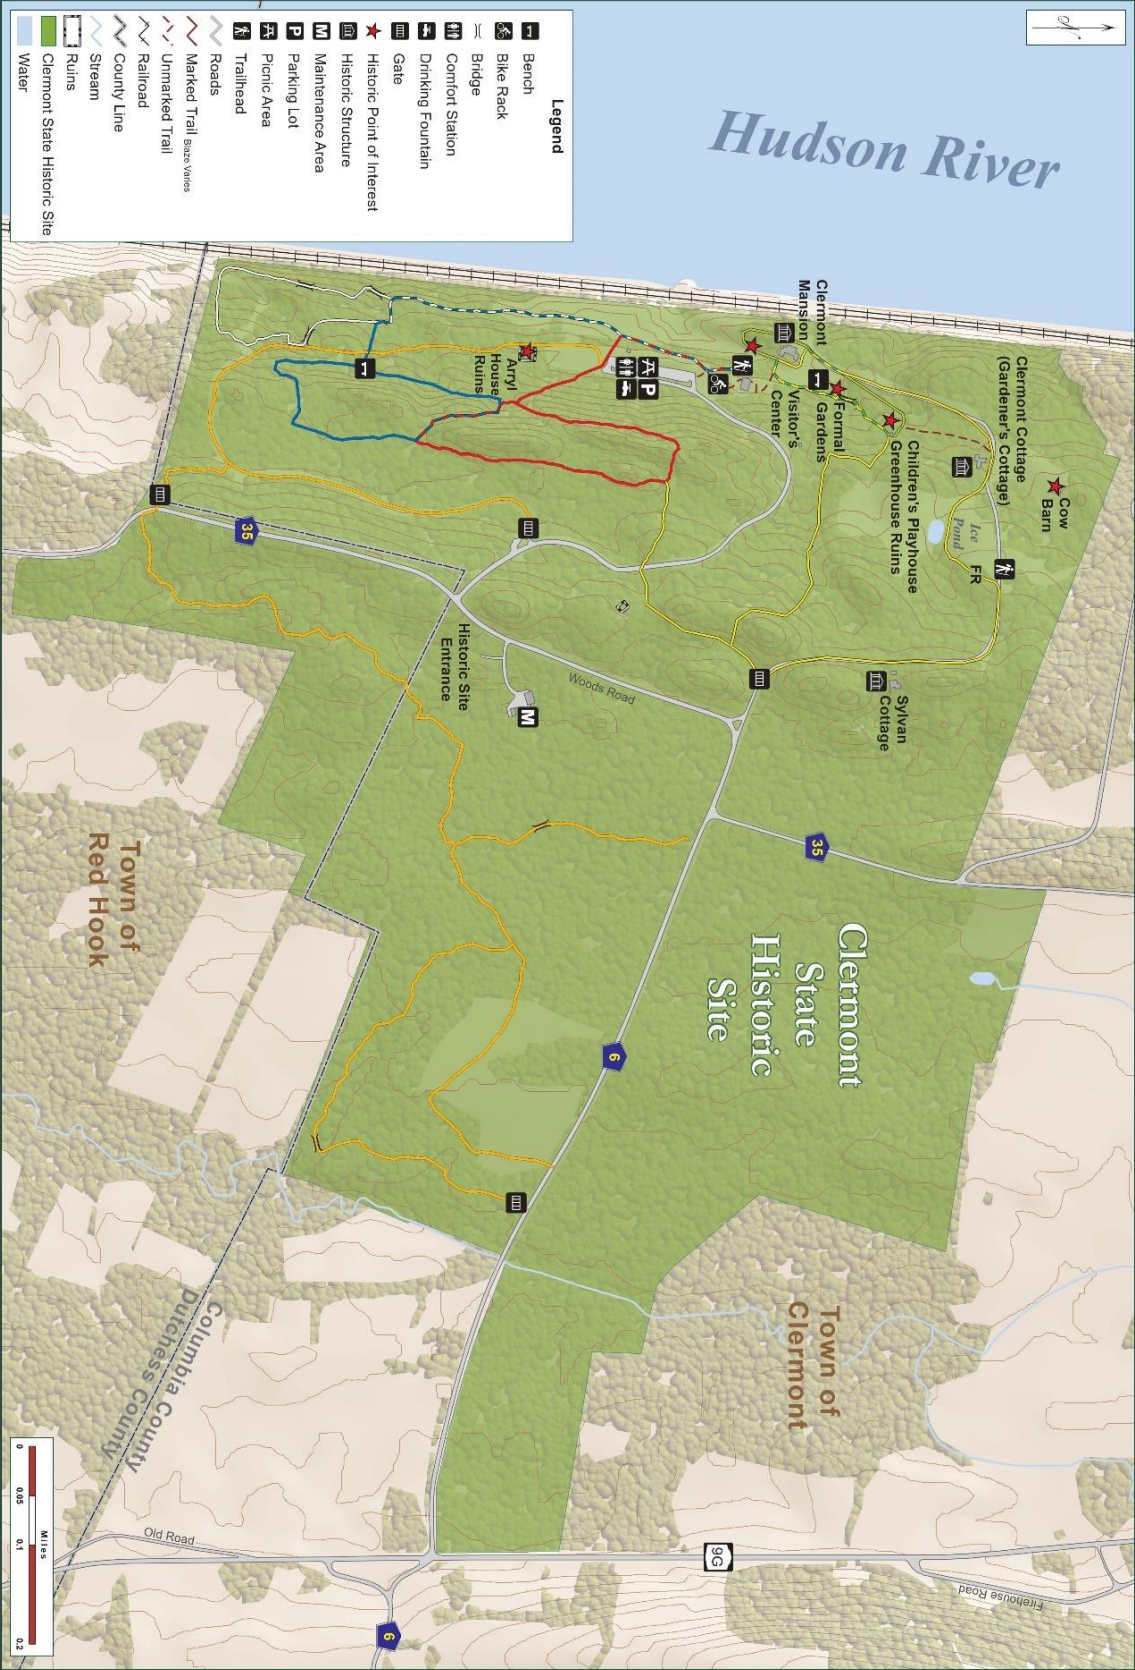 N
Hudson River
Legend
Bench
Bike Rack
Bridge
Comfort Station
Drinking Fountain
Gate
Historic Point of Interest
Historic Structure
M
Maintenance Area
P
Parking Lot
Picnic Area
Trailhead
Roads
Marked Trail Blaze Varies
Unmarked Trail
Railroad
County Line
Stream
Ruins
Clermont State Historic Site
Water
Clermont Cottage
(Gardener's Cottage)
Cow
Barn
Clermont
Mansion
Ice
Pond
FR
Children's Playhouse
Greenhouse Ruins
Formal
Gardens
Visitor's
Center
P
Arryl
House
Ruins
Sylvan
Cottage
35
Historic Site
Entrance
Woods Road
M
35
Clermont
State
Historic
Site
6
Town of
Red Hook
Town of
Clermont
Columbia County
Dutchess County
Old Road
9G
Firehouse Road
6
0
0.05
0.1
0.2
Miles